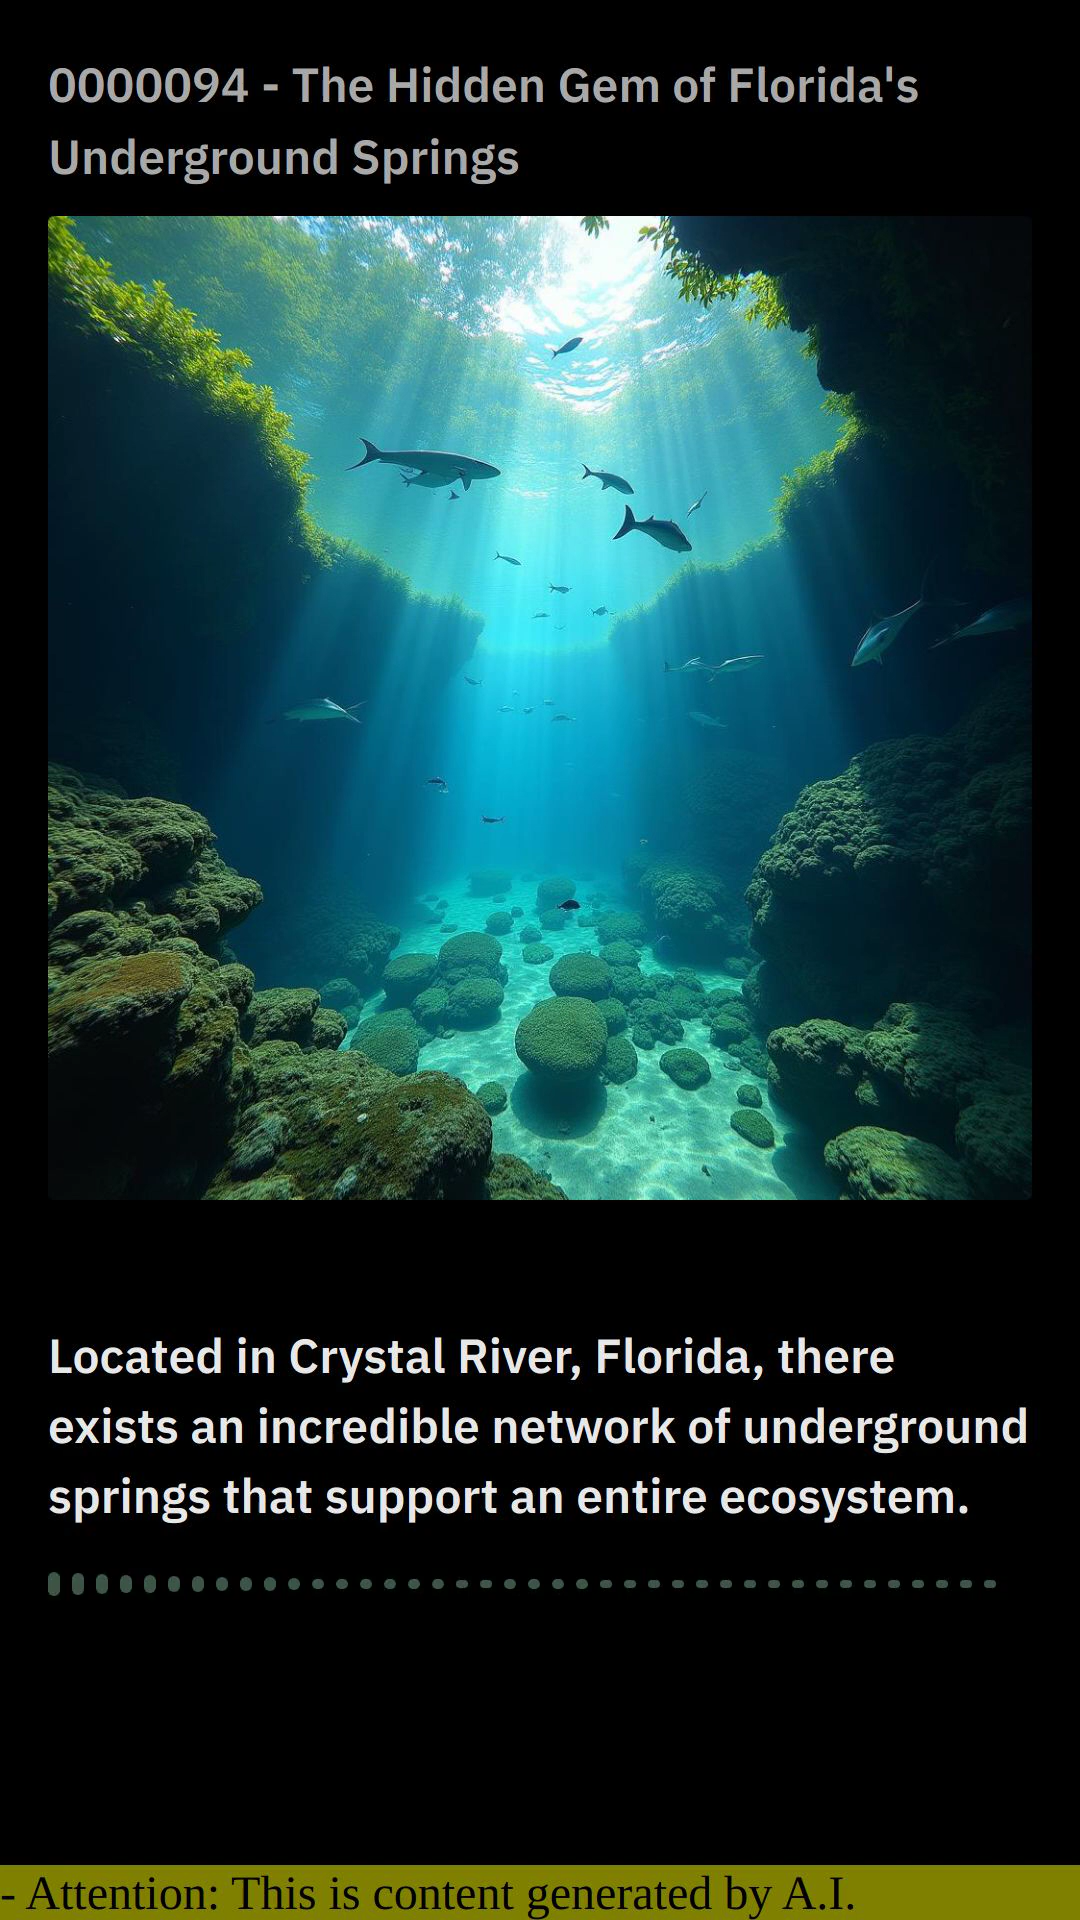 0000094 - The Hidden Gem of Florida's
Underground Springs
Located in Crystal River, Florida, there
exists an incredible network of underground
springs that support an entire ecosystem.
- Attention: This is content generated by A.I.